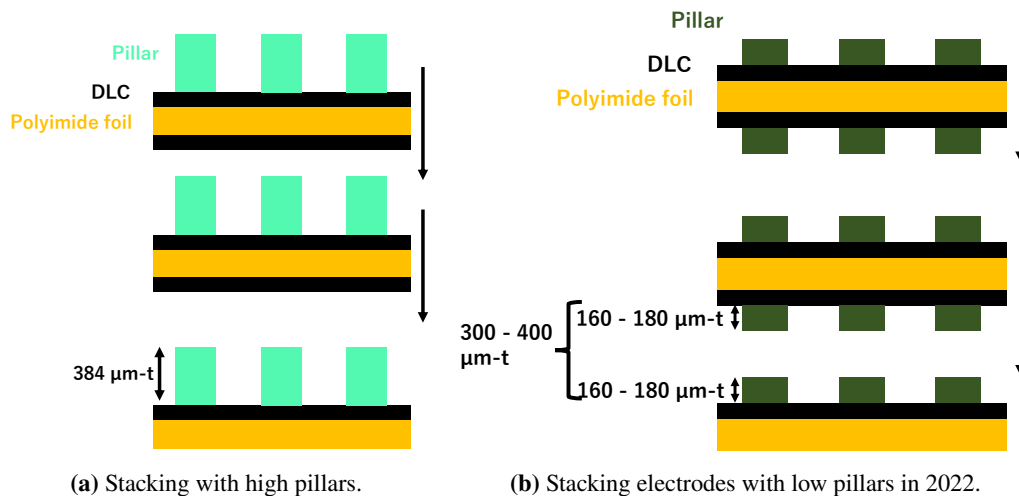 Pillar
DLC
Polyimide foil
384 μm-t
(a) Stacking with high pillars.
Pillar
DLC
Polyimide foil
300 - 400
μm-t
160 - 180 μm-t
160 - 180 μm-t
(b) Stacking electrodes with low pillars in 2022.